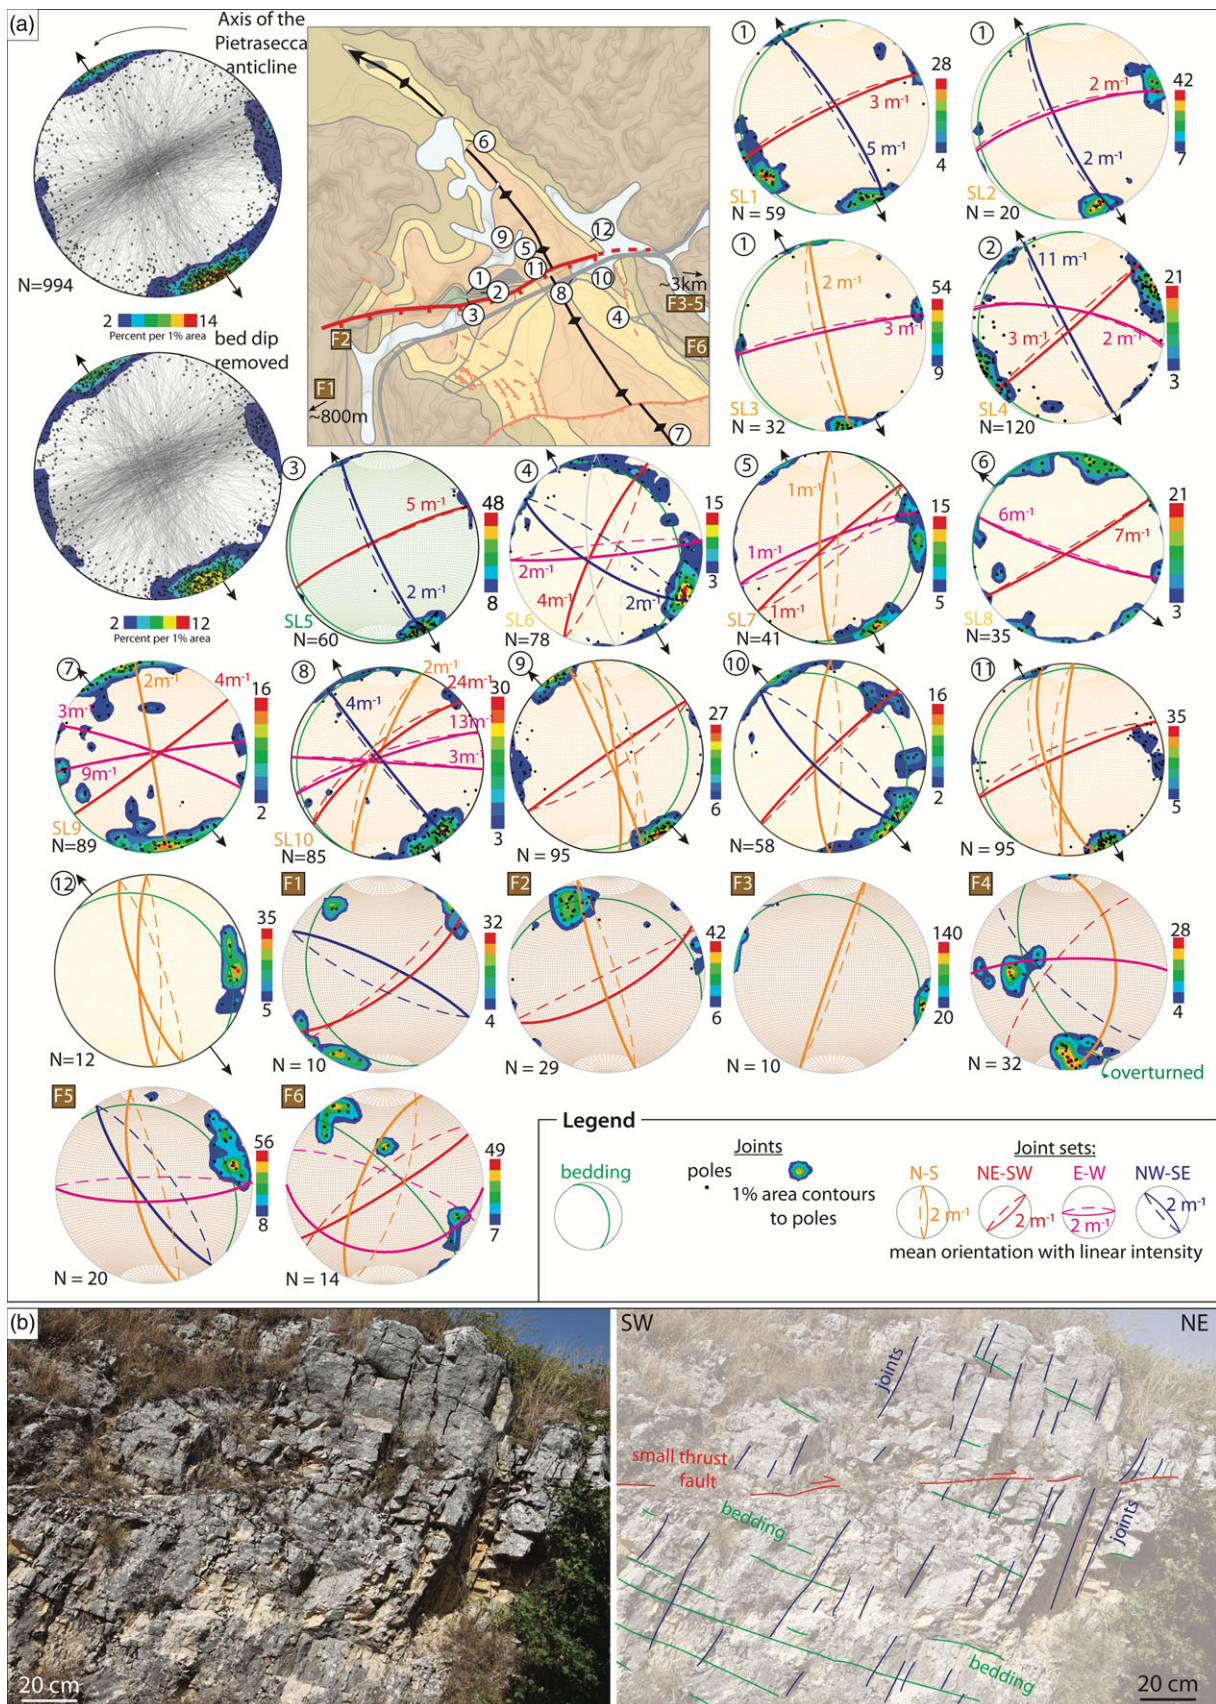 (a)
Axis of the
Pietrasecca
anticline
N=994
2 14
Percent per 1% area
bed dip
removed
2 12
Percent per 1% area
6
9
5
12
1
2
11
10
3
8
4
7
~3km
F3-5
F2
F6
F1
~800m
1
3 m⁻¹
5 m⁻¹
SL1
N = 59
28
4
1
2 m⁻¹
2 m⁻¹
SL2
N = 20
42
7
1
2 m⁻¹
3 m⁻¹
SL3
N = 32
54
9
2
11 m⁻¹
3 m⁻¹
2 m⁻¹
SL4
N=120
21
3
3
5 m⁻¹
2 m⁻¹
SL5
N=60
48
8
4
2m⁻¹
4m⁻¹
2m⁻¹
SL6
N=78
15
3
5
1m⁻¹
1m⁻¹
1m⁻¹
SL7
N=41
15
5
6
6m⁻¹
7m⁻¹
SL8
N=35
21
3
7
2m⁻¹
4m⁻¹
3m⁻¹
9m⁻¹
SL9
N=89
16
2
8
2m⁻¹
24m⁻¹
4m⁻¹
13m⁻¹
3m⁻¹
SL10
N=85
30
3
9
N = 95
27
6
10
N=58
16
2
11
N = 95
35
5
12
N=12
35
5
F1
N = 10
32
4
F2
N = 29
42
6
F3
N = 10
140
20
F4
N = 32
28
4
overturned
F5
N = 20
56
8
F6
N = 14
49
7
Legend
bedding
Joints
poles
1% area contours
to poles
Joint sets:
N-S
NE-SW
E-W
NW-SE
2 m⁻¹
2 m⁻¹
2 m⁻¹
2 m⁻¹
mean orientation with linear intensity
(b)
20 cm
SW
NE
joints
small thrust
fault
bedding
joints
bedding
20 cm